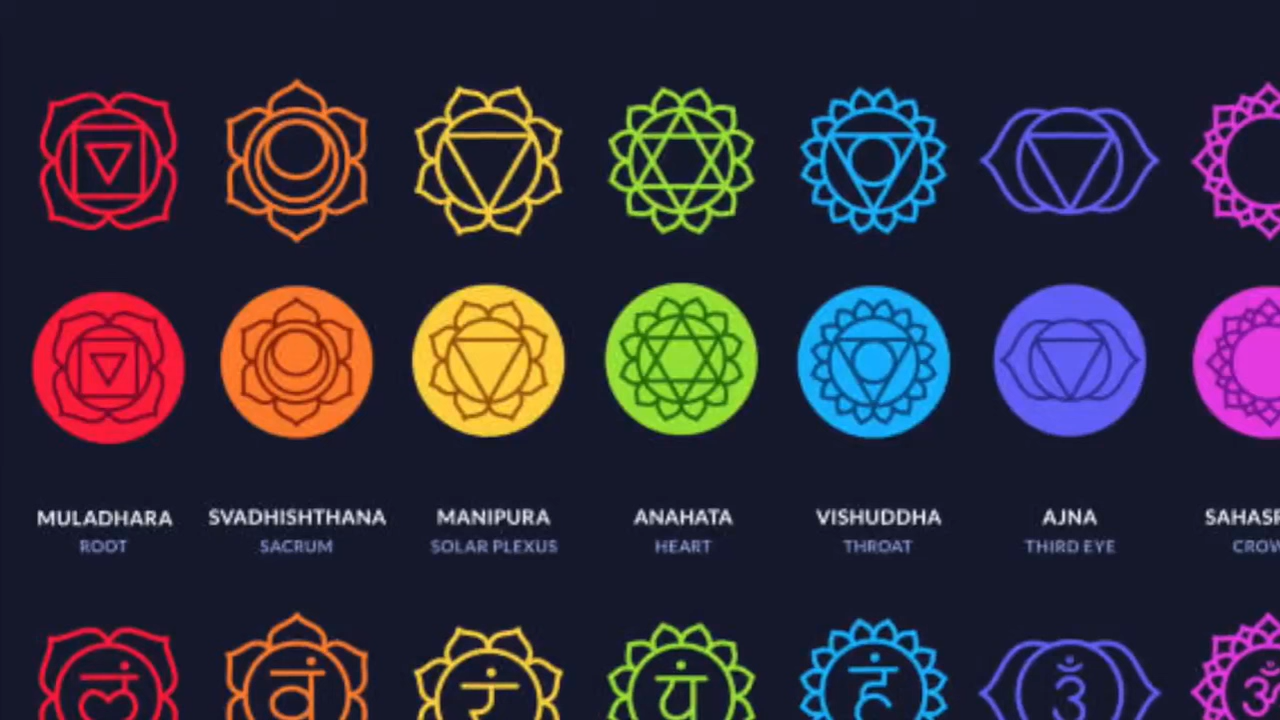 MULADHARA SVADHISHTHANA MANIPURA ANAHATA VISHUDDHA AJNA
ROOT SACRUM SOLAR PLEXUS HEART THROAT THIRD EYE
लं वं रं यं हं ॐ